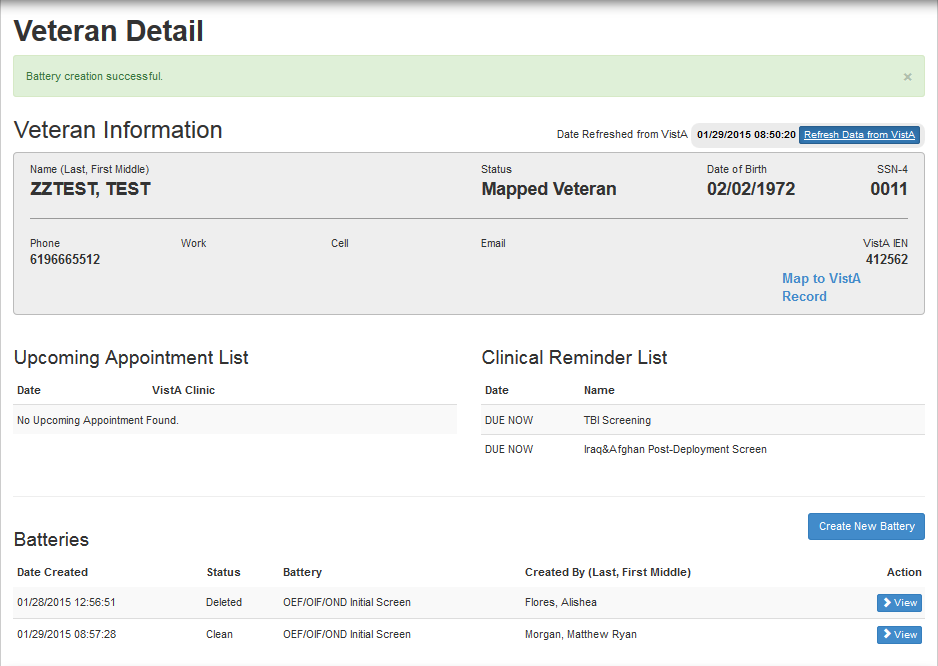 Veteran Detail
Battery creation successful. ×
Veteran Information
Date Refreshed from VistA 01/29/2015 08:50:20 Refresh Data from VistA
Name (Last, First Middle) Status Date of Birth SSN-4
ZZTEST, TEST Mapped Veteran 02/02/1972 0011
Phone Work Cell Email VistA IEN
6196665512 412562
Map to VistA
Record
Upcoming Appointment List
Date VistA Clinic
No Upcoming Appointment Found.
Clinical Reminder List
Date Name
DUE NOW TBI Screening
DUE NOW Iraq&Afghan Post-Deployment Screen
Create New Battery
Batteries
Date Created Status Battery Created By (Last, First Middle) Action
01/28/2015 12:56:51 Deleted OEF/OIF/OND Initial Screen Flores, Alishea View
01/29/2015 08:57:28 Clean OEF/OIF/OND Initial Screen Morgan, Matthew Ryan View